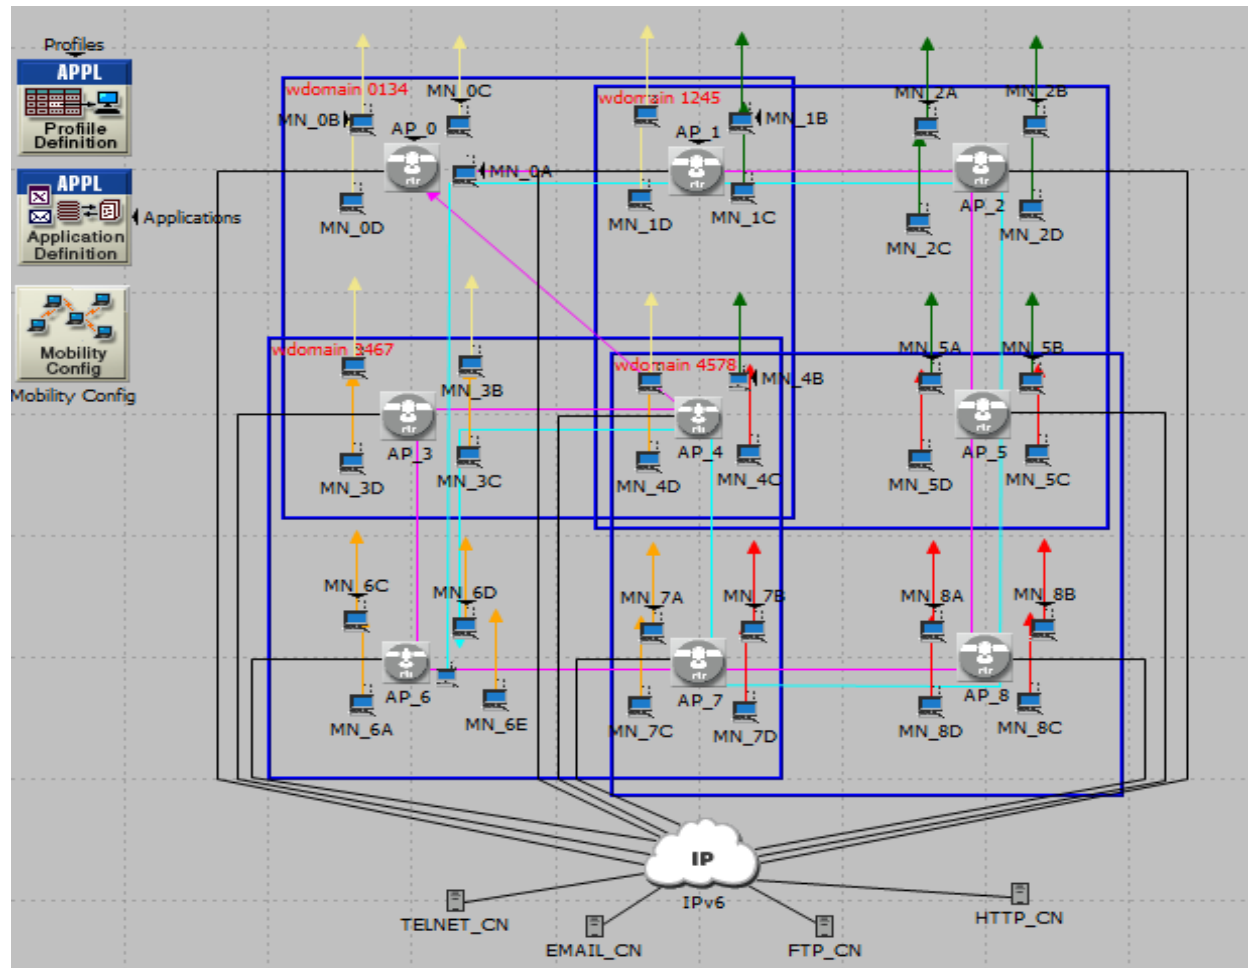 Profiles
APPL
Profiile
Definition
APPL
Applications
Application
Definition
Mobility
Config
Mobility Config
wdomain 0134
MN_0C
MN_0B
AP_0
MN_0A
MN_0D
wdomain 1245
AP_1
MN_1B
MN_1D
MN_1C
MN_2A
MN_2B
AP_2
MN_2C
MN_2D
wdomain 3467
MN_3B
AP_3
MN_3D
MN_3C
wdomain 4578
MN_4B
AP_4
MN_4D
MN_4C
MN_5A
MN_5B
AP_5
MN_5D
MN_5C
MN_6C
MN_6D
AP_6
MN_6A
MN_6E
MN_7A
MN_7B
AP_7
MN_7C
MN_7D
MN_8A
MN_8B
AP_8
MN_8D
MN_8C
IP
IPv6
TELNET_CN
EMAIL_CN
FTP_CN
HTTP_CN